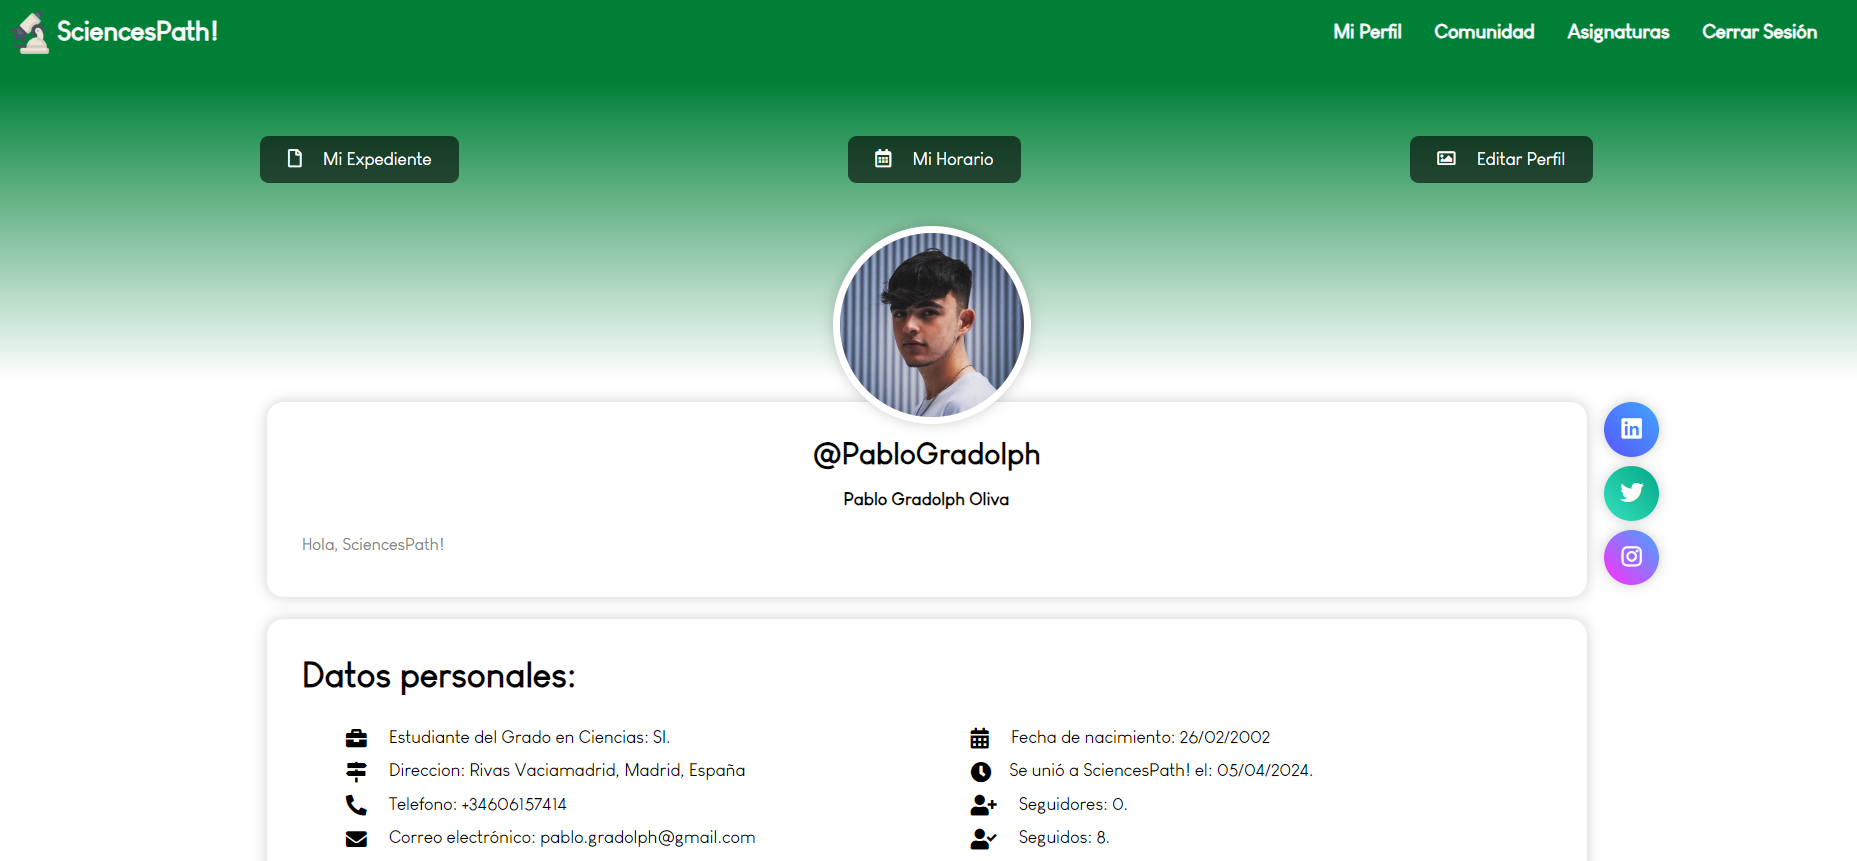 SciencesPath!
Mi Perfil
Comunidad
Asignaturas
Cerrar Sesión
Mi Expediente
Mi Horario
Editar Perfil
@PabloGradolph
Pablo Gradolph Oliva
Hola, SciencesPath!
in
Datos personales:
Estudiante del Grado en Ciencias: SI.
Direccion: Rivas Vaciamadrid, Madrid, España
Telefono: +34606157414
Correo electrónico: pablo.gradolph@gmail.com
Fecha de nacimiento: 26/02/2002
Se unió a SciencesPath! el: 05/04/2024.
Seguidores: 0.
Seguidos: 8.